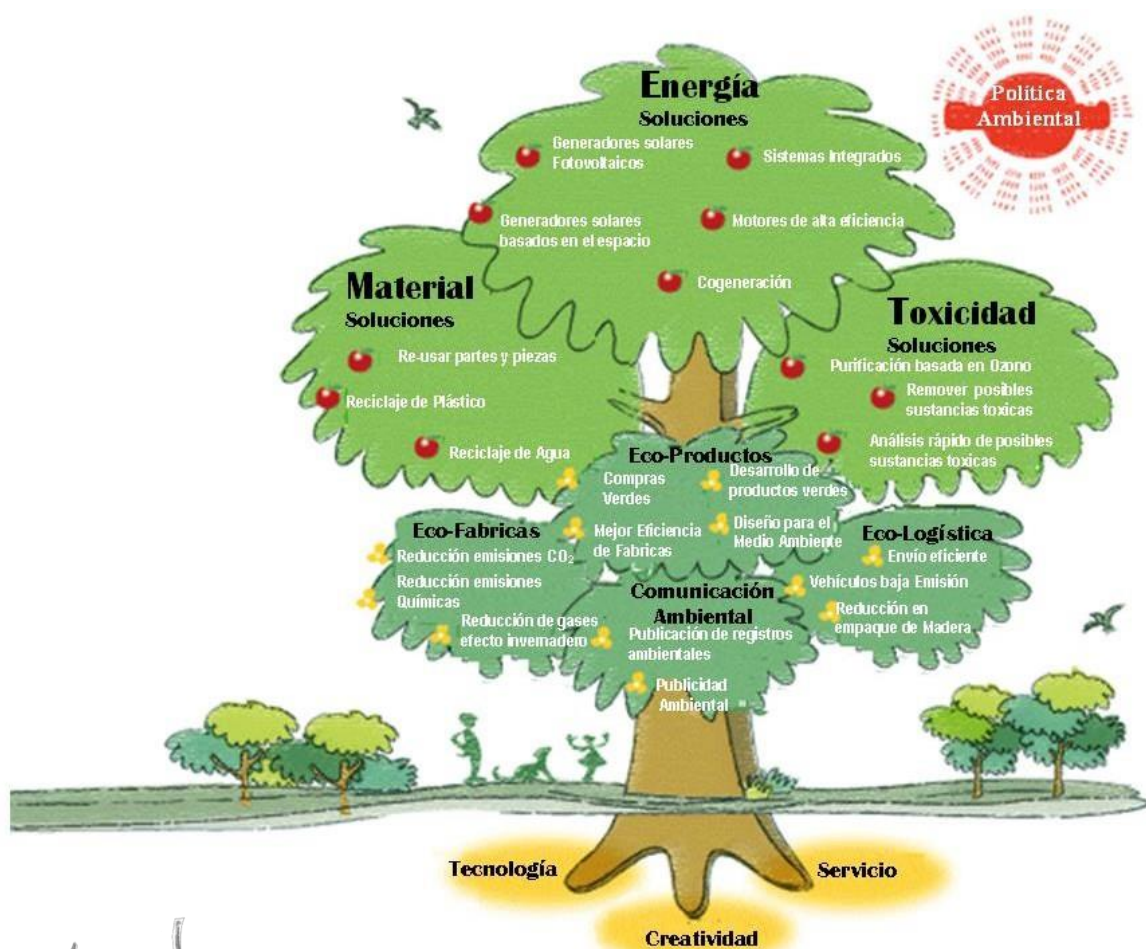 Política
Ambiental
Energía
Soluciones
Generadores solares
Fotovoltaicos
Sistemas Integrados
Generadores solares
basados en el espacio
Motores de alta eficiencia
Cogeneración
Material
Soluciones
Re-usar partes y piezas
Reciclaje de Plástico
Reciclaje de Agua
Toxicidad
Soluciones
Purificación basada en Ozono
Remover posibles
sustancias toxicas
Análisis rápido de posibles
sustancias toxicas
Eco-Productos
Compras
Verdes
Desarrollo de
productos verdes
Mejor Eficiencia
de Fabricas
Diseño para el
Medio Ambiente
Eco-Fabricas
Reducción emisiones CO₂
Reducción emisiones
Químicas
Reducción de gases
efecto invernadero
Eco-Logística
Envío eficiente
Vehículos baja Emisión
Reducción en
empaque de Madera
Comunicación
Ambiental
Publicación de registros
ambientales
Publicidad
Ambiental
Tecnología
Servicio
Creatividad